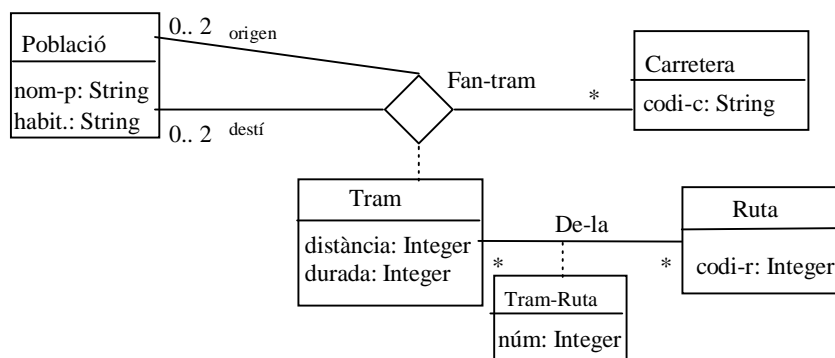 0.. 2 origen
Població
nom-p: String
habit.: String
0.. 2 destí
Fan-tram
*
Carretera
codi-c: String
Tram
distància: Integer
durada: Integer
De-la
*
*
Ruta
codi-r: Integer
Tram-Ruta
núm: Integer